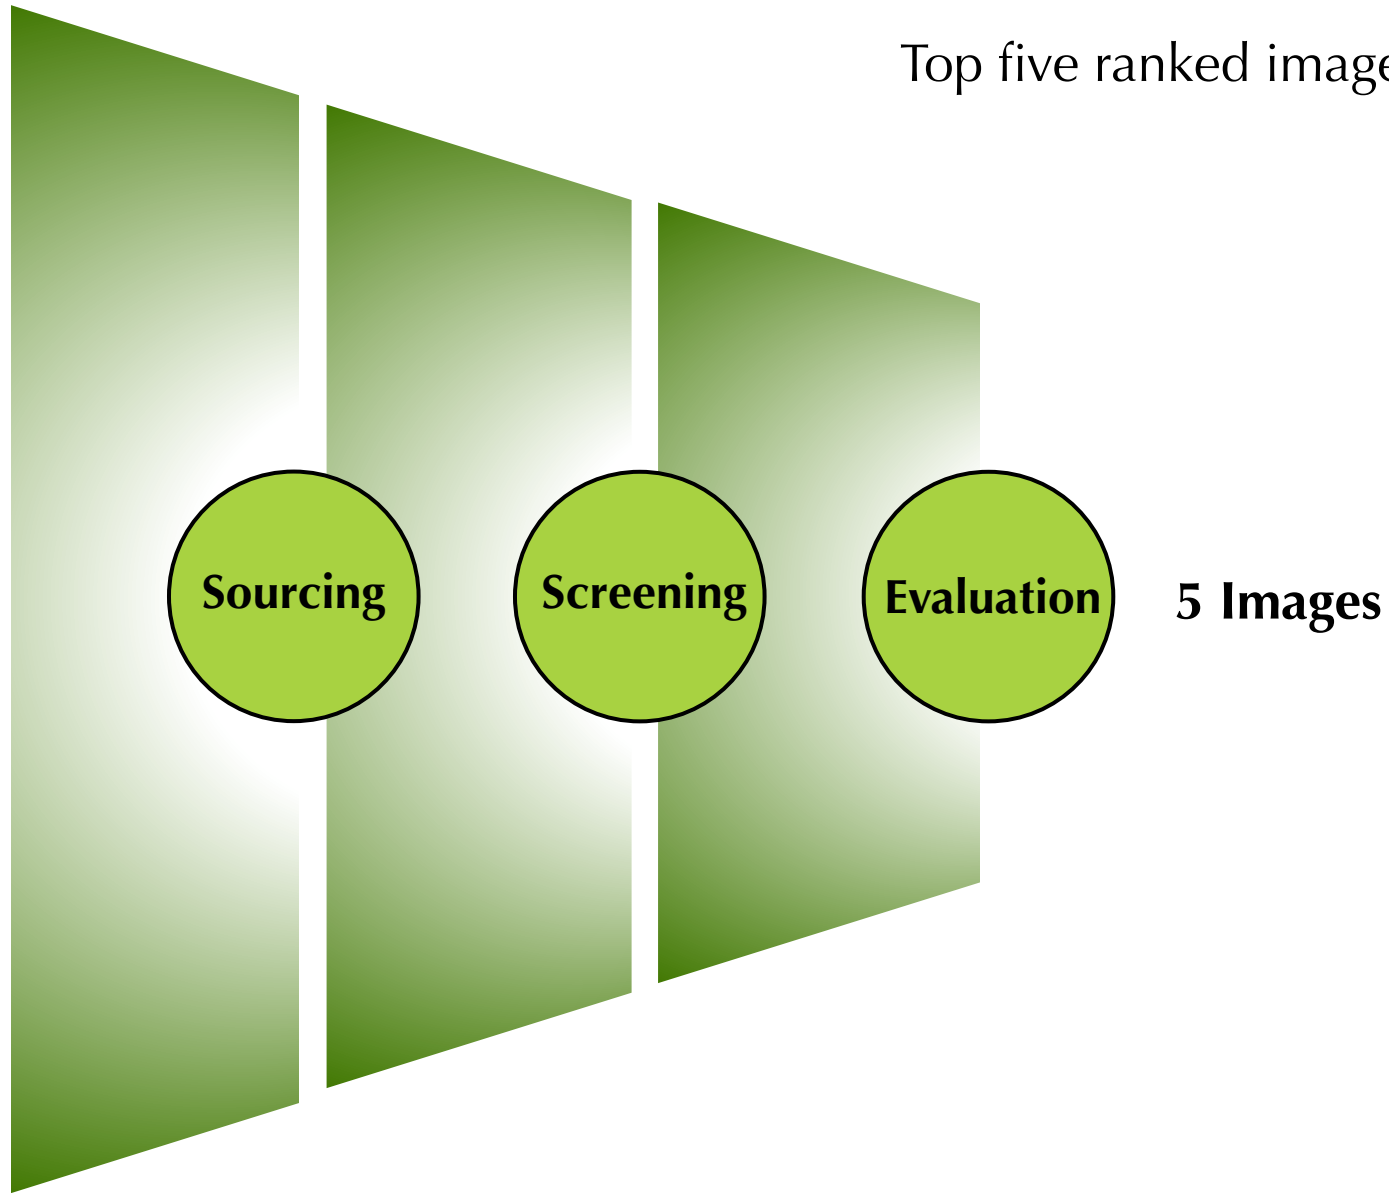 Top five ranked image
Sourcing
Screening
Evaluation
5 Images